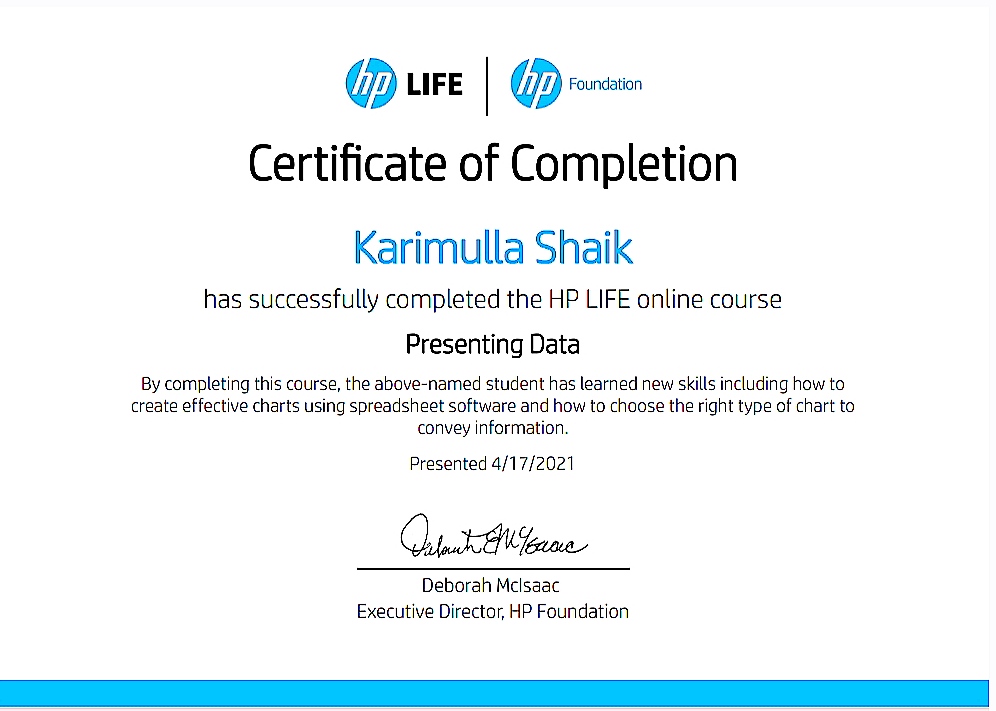 hp LIFE | hp Foundation
Certificate of Completion
Karimulla Shaik
has successfully completed the HP LIFE online course
Presenting Data
By completing this course, the above-named student has learned new skills including how to
create effective charts using spreadsheet software and how to choose the right type of chart to
convey information.
Presented 4/17/2021
Deborah McIsaac
Executive Director, HP Foundation